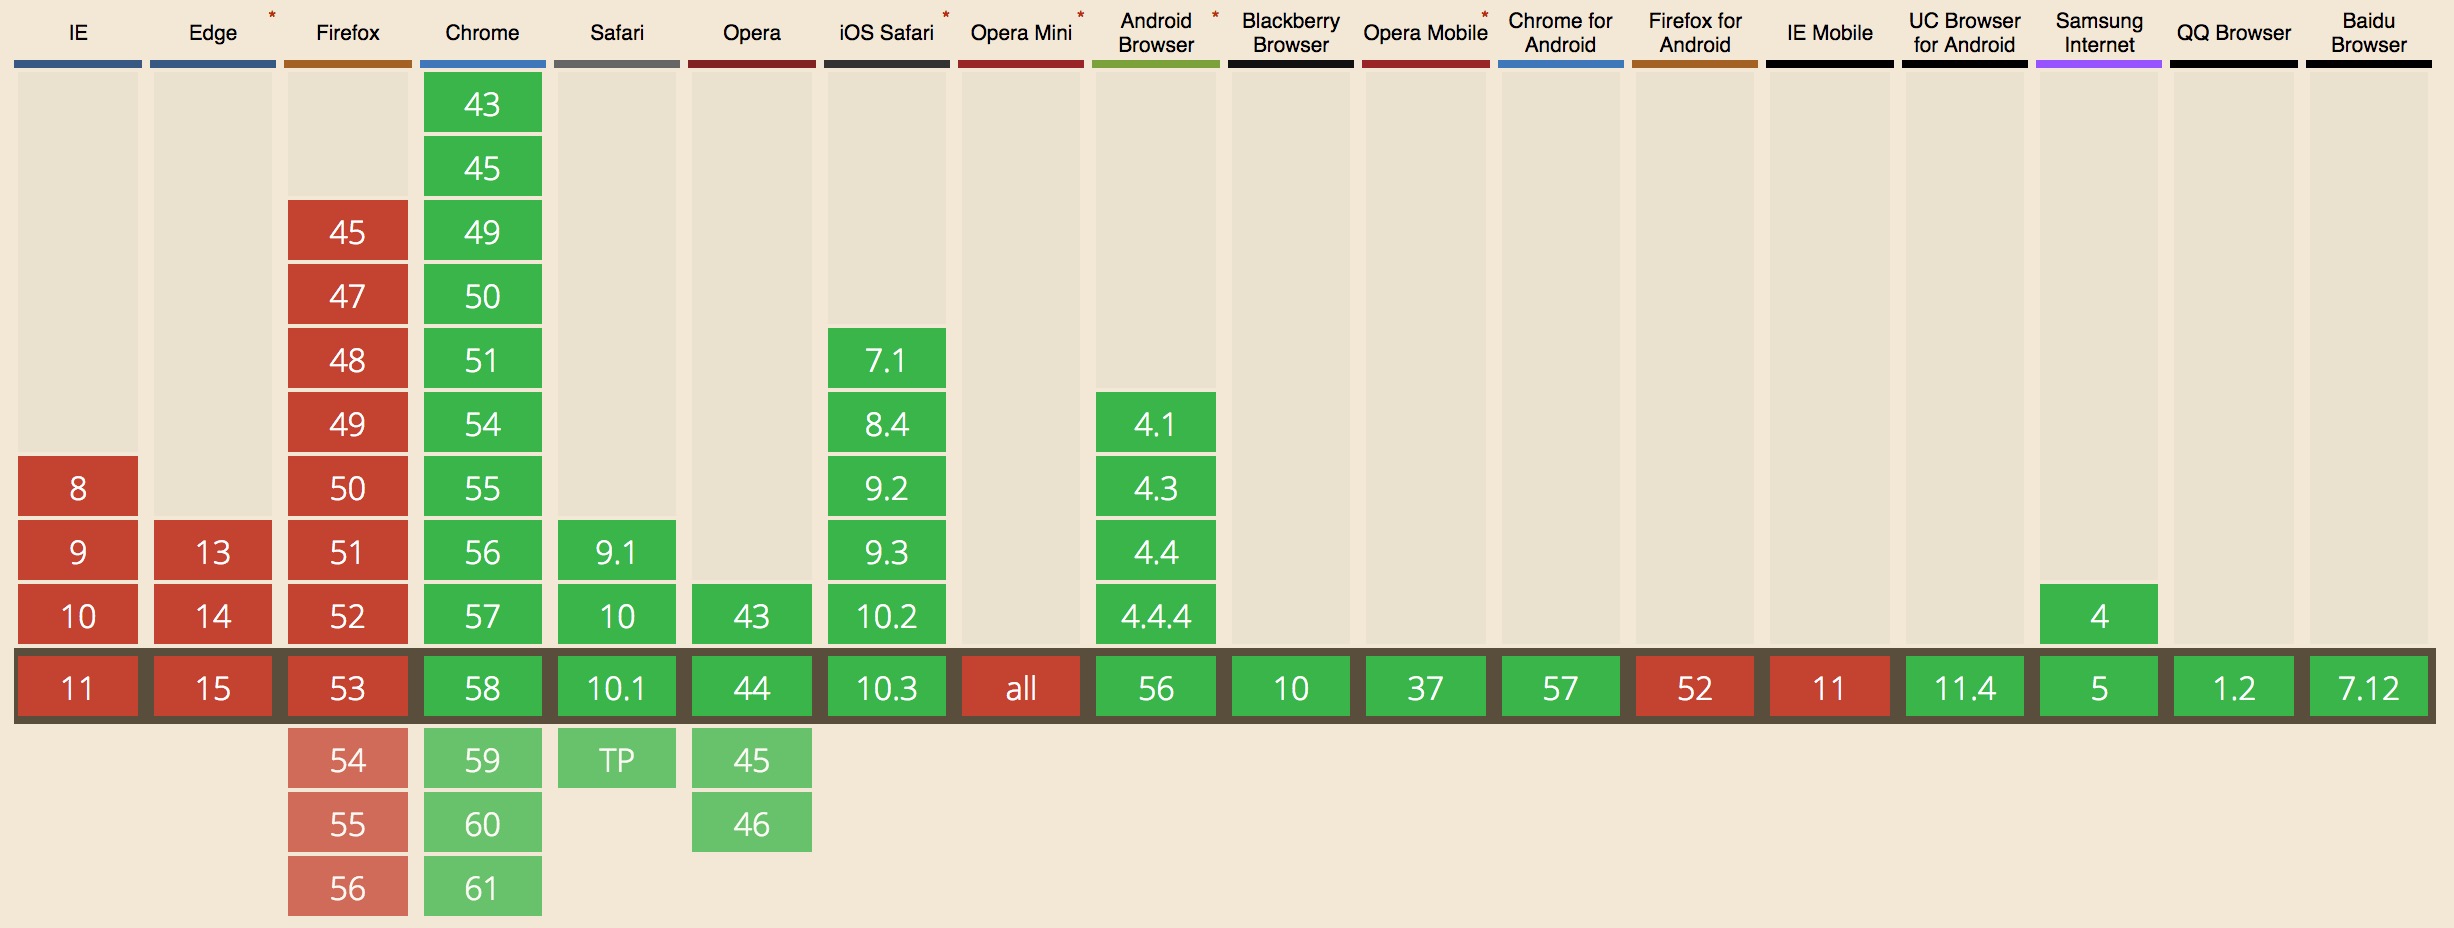 IE
Edge *
Firefox
Chrome
Safari
Opera
iOS Safari *
Opera Mini *
Android *
Browser
Blackberry
Browser
Opera Mobile *
Chrome for
Android
Firefox for
Android
IE Mobile
UC Browser
for Android
Samsung
Internet
QQ Browser
Baidu
Browser
43
45
45 49
47 50
48 51 7.1
49 54 8.4 4.1
8 50 55 9.2 4.3
9 13 51 56 9.1 9.3 4.4
10 14 52 57 10 43 10.2 4.4.4 4
11 15 53 58 10.1 44 10.3 all 56 10 37 57 52 11 11.4 5 1.2 7.12
54 59 TP 45
55 60 46
56 61